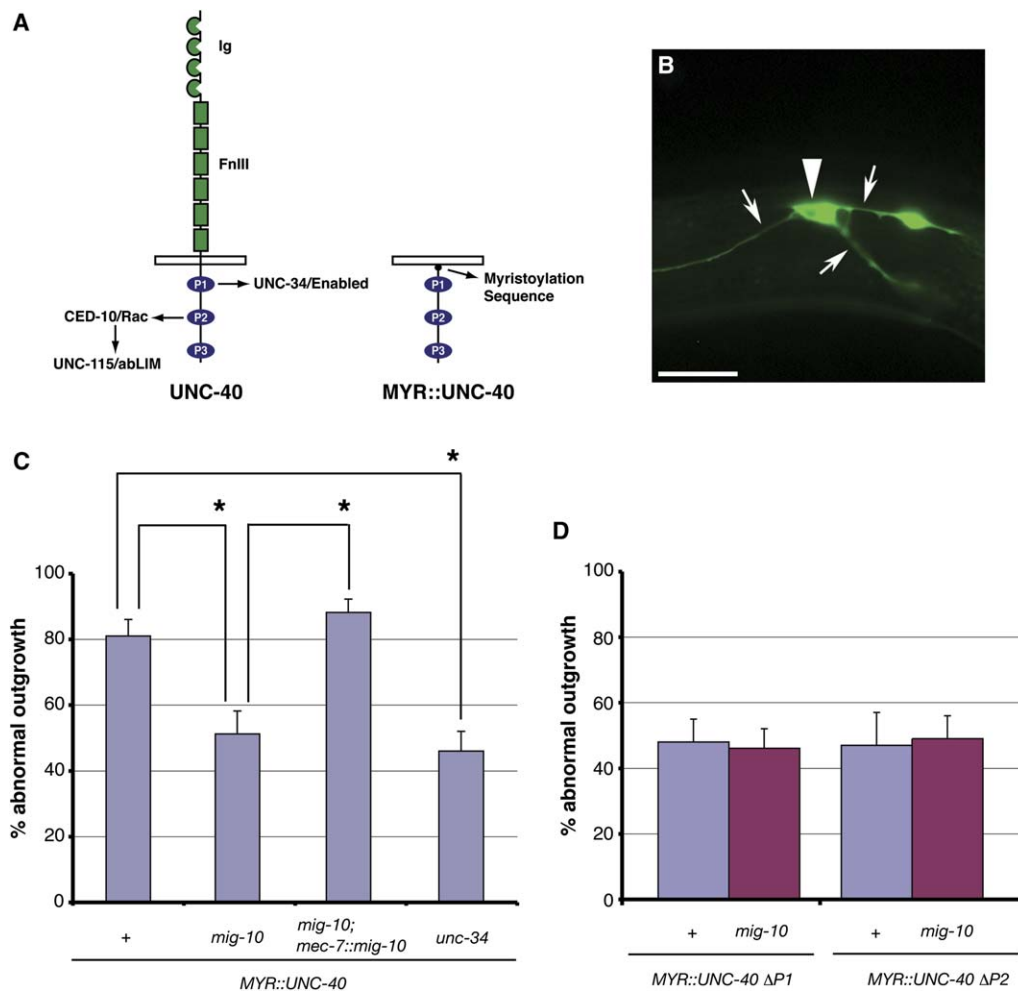 A
Ig
FnIII
P1
UNC-34/Enabled
CED-10/Rac
P2
UNC-115/abLIM
P3
UNC-40
P1
Myristoylation
Sequence
P2
P3
MYR::UNC-40
B
C
*
*
*
% abnormal outgrowth
100
80
60
40
20
0
+
mig-10
mig-10;
mec-7::mig-10
unc-34
MYR::UNC-40
D
% abnormal outgrowth
100
80
60
40
20
0
+
mig-10
+
mig-10
MYR::UNC-40 ΔP1
MYR::UNC-40 ΔP2